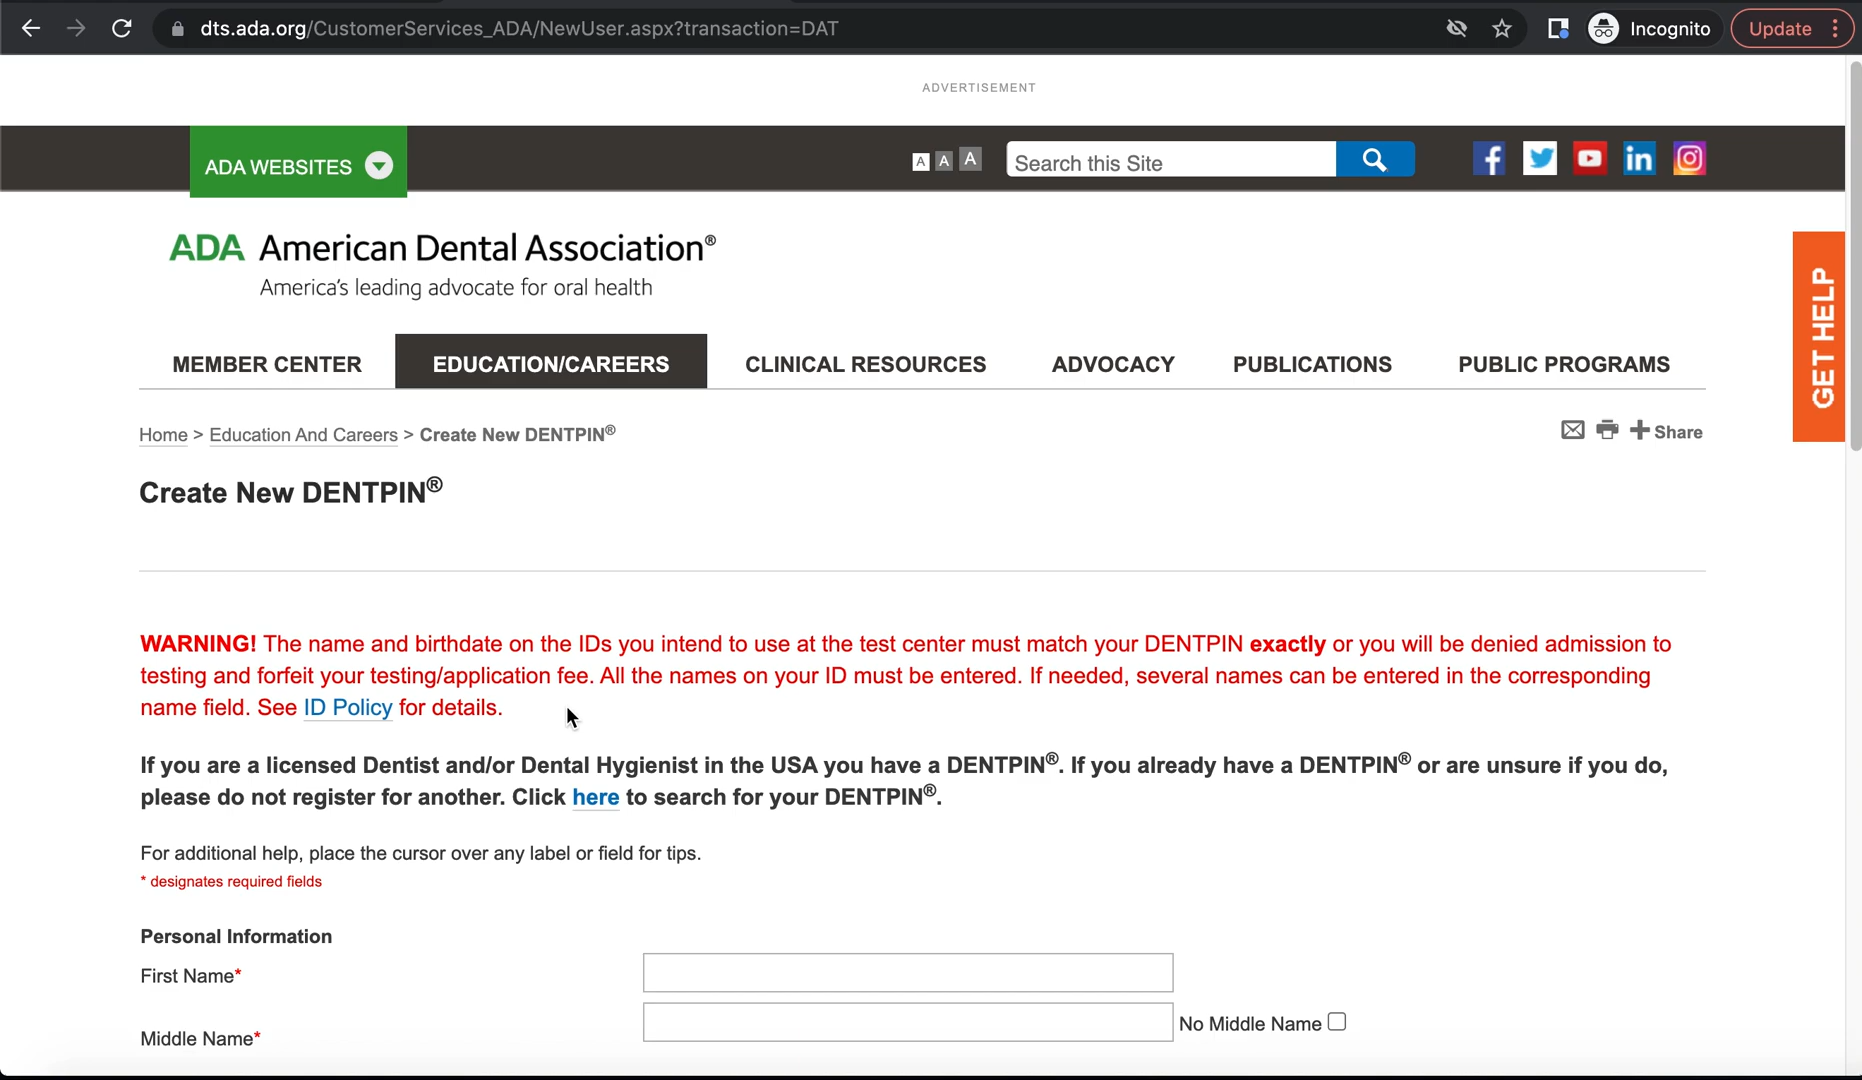 dts.ada.org/CustomerServices_ADA/NewUser.aspx?transaction=DAT
Incognito
Update
ADVERTISEMENT
ADA WEBSITES
A A A
Search this Site
ADA American Dental Association®
America's leading advocate for oral health
GET HELP
MEMBER CENTER EDUCATION/CAREERS CLINICAL RESOURCES ADVOCACY PUBLICATIONS PUBLIC PROGRAMS
Home > Education And Careers > Create New DENTPIN®
Share
Create New DENTPIN®
WARNING! The name and birthdate on the IDs you intend to use at the test center must match your DENTPIN exactly or you will be denied admission to
testing and forfeit your testing/application fee. All the names on your ID must be entered. If needed, several names can be entered in the corresponding
name field. See ID Policy for details.
If you are a licensed Dentist and/or Dental Hygienist in the USA you have a DENTPIN®. If you already have a DENTPIN® or are unsure if you do,
please do not register for another. Click here to search for your DENTPIN®.
For additional help, place the cursor over any label or field for tips.
* designates required fields
Personal Information
First Name*
Middle Name*
No Middle Name